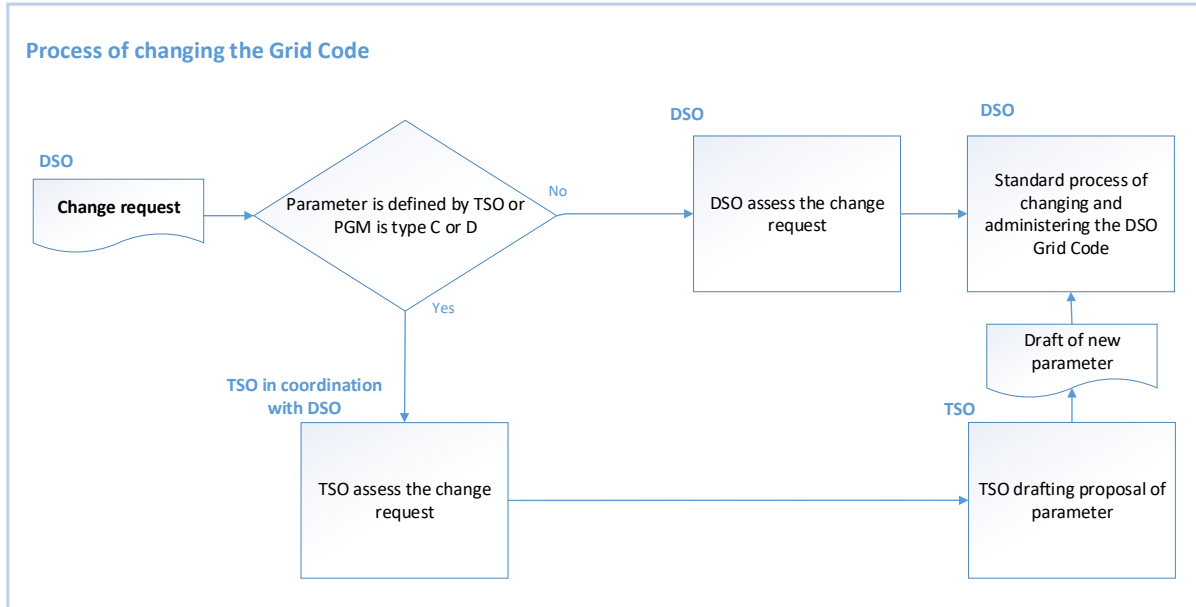 Process of changing the Grid Code
DSO
Change request
Parameter is defined by TSO or
PGM is type C or D
No
Yes
DSO
DSO assess the change
request
DSO
Standard process of
changing and
administering the DSO
Grid Code
Draft of new
parameter
TSO in coordination
with DSO
TSO assess the change
request
TSO
TSO drafting proposal of
parameter